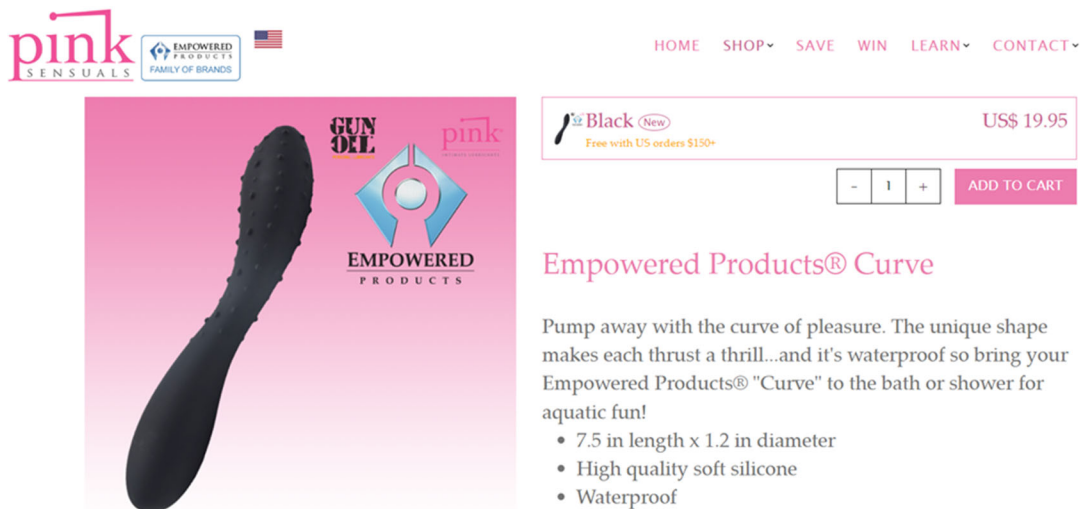 pink
SENSUALS
EMPOWERED
PRODUCTS
FAMILY OF BRANDS
HOME SHOP SAVE WIN LEARN CONTACT
GUN
OIL
pink
EMPOWERED
PRODUCTS
Black New
US$ 19.95
Free with US orders $150+
- 1 +
ADD TO CART
Empowered Products® Curve
Pump away with the curve of pleasure. The unique shape
makes each thrust a thrill...and it's waterproof so bring your
Empowered Products® "Curve" to the bath or shower for
aquatic fun!
• 7.5 in length x 1.2 in diameter
• High quality soft silicone
• Waterproof